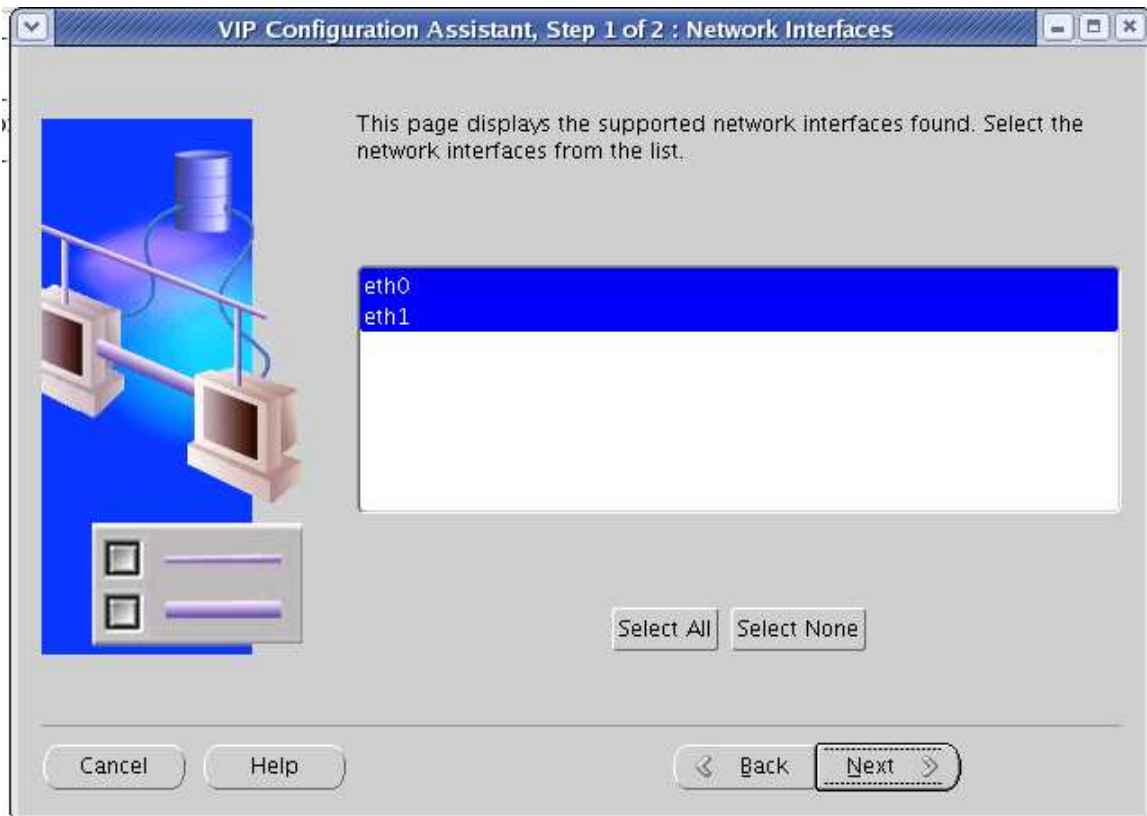 VIP Configuration Assistant, Step 1 of 2 : Network Interfaces
This page displays the supported network interfaces found. Select the
network interfaces from the list.
eth0
eth1
Select All Select None
Cancel Help Back Next